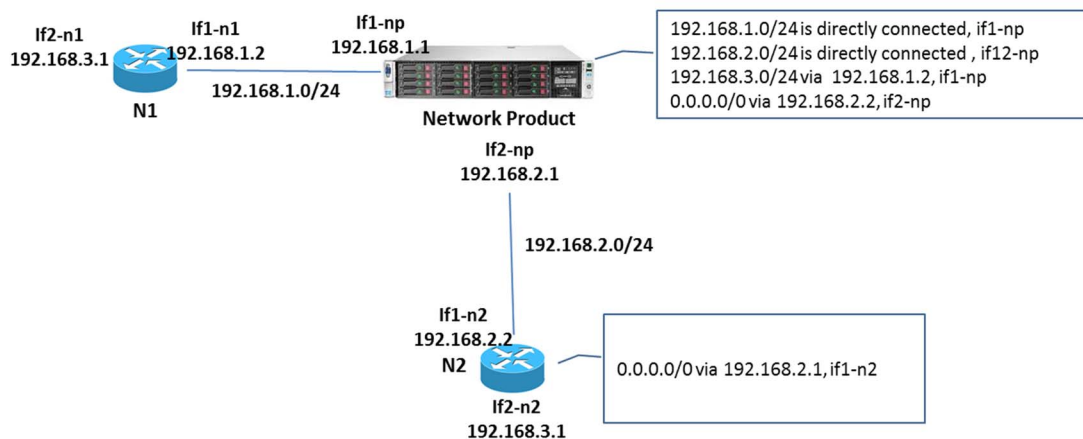 If2-n1
192.168.3.1
If1-n1
192.168.1.2
N1
192.168.1.0/24
If1-np
192.168.1.1
Network Product
192.168.1.0/24 is directly connected, if1-np
192.168.2.0/24 is directly connected , if12-np
192.168.3.0/24 via 192.168.1.2, if1-np
0.0.0.0/0 via 192.168.2.2, if2-np
If2-np
192.168.2.1
192.168.2.0/24
If1-n2
192.168.2.2
N2
0.0.0.0/0 via 192.168.2.1, if1-n2
If2-n2
192.168.3.1